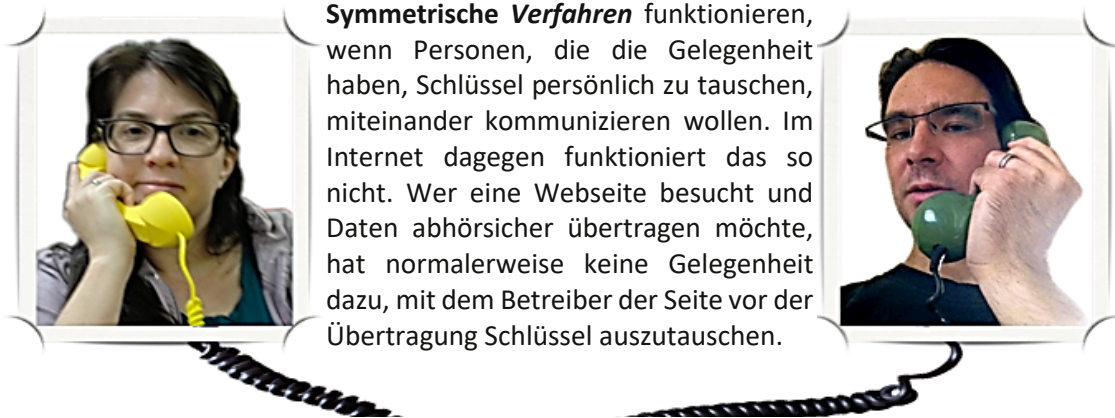 Symmetrische Verfahren funktionieren,
wenn Personen, die die Gelegenheit
haben, Schlüssel persönlich zu tauschen,
miteinander kommunizieren wollen. Im
Internet dagegen funktioniert das so
nicht. Wer eine Webseite besucht und
Daten abhörsicher übertragen möchte,
hat normalerweise keine Gelegenheit
dazu, mit dem Betreiber der Seite vor der
Übertragung Schlüssel auszutauschen.